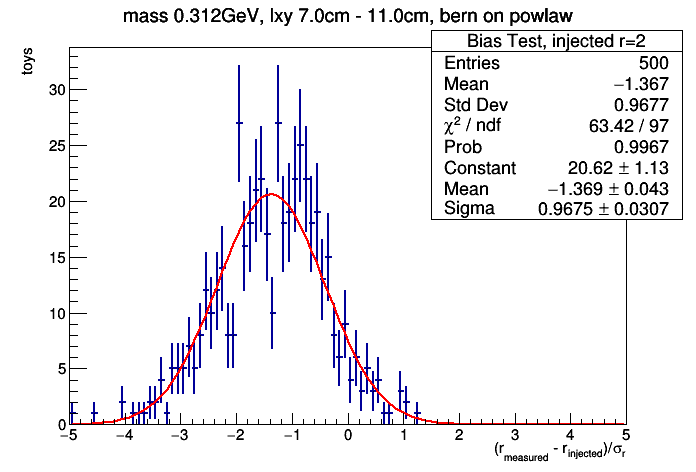 mass 0.312GeV, lxy 7.0cm - 11.0cm, bern on powlaw
Bias Test, injected r=2
Entries 500
Mean −1.367
Std Dev 0.9677
χ² / ndf 63.42 / 97
Prob 0.9967
Constant 20.62 ± 1.13
Mean −1.369 ± 0.043
Sigma 0.9675 ± 0.0307
toys
30
25
20
15
10
5
0
−5 −4 −3 −2 −1 0 1 2 3 4 5
(r_measured - r_injected)/σ_r